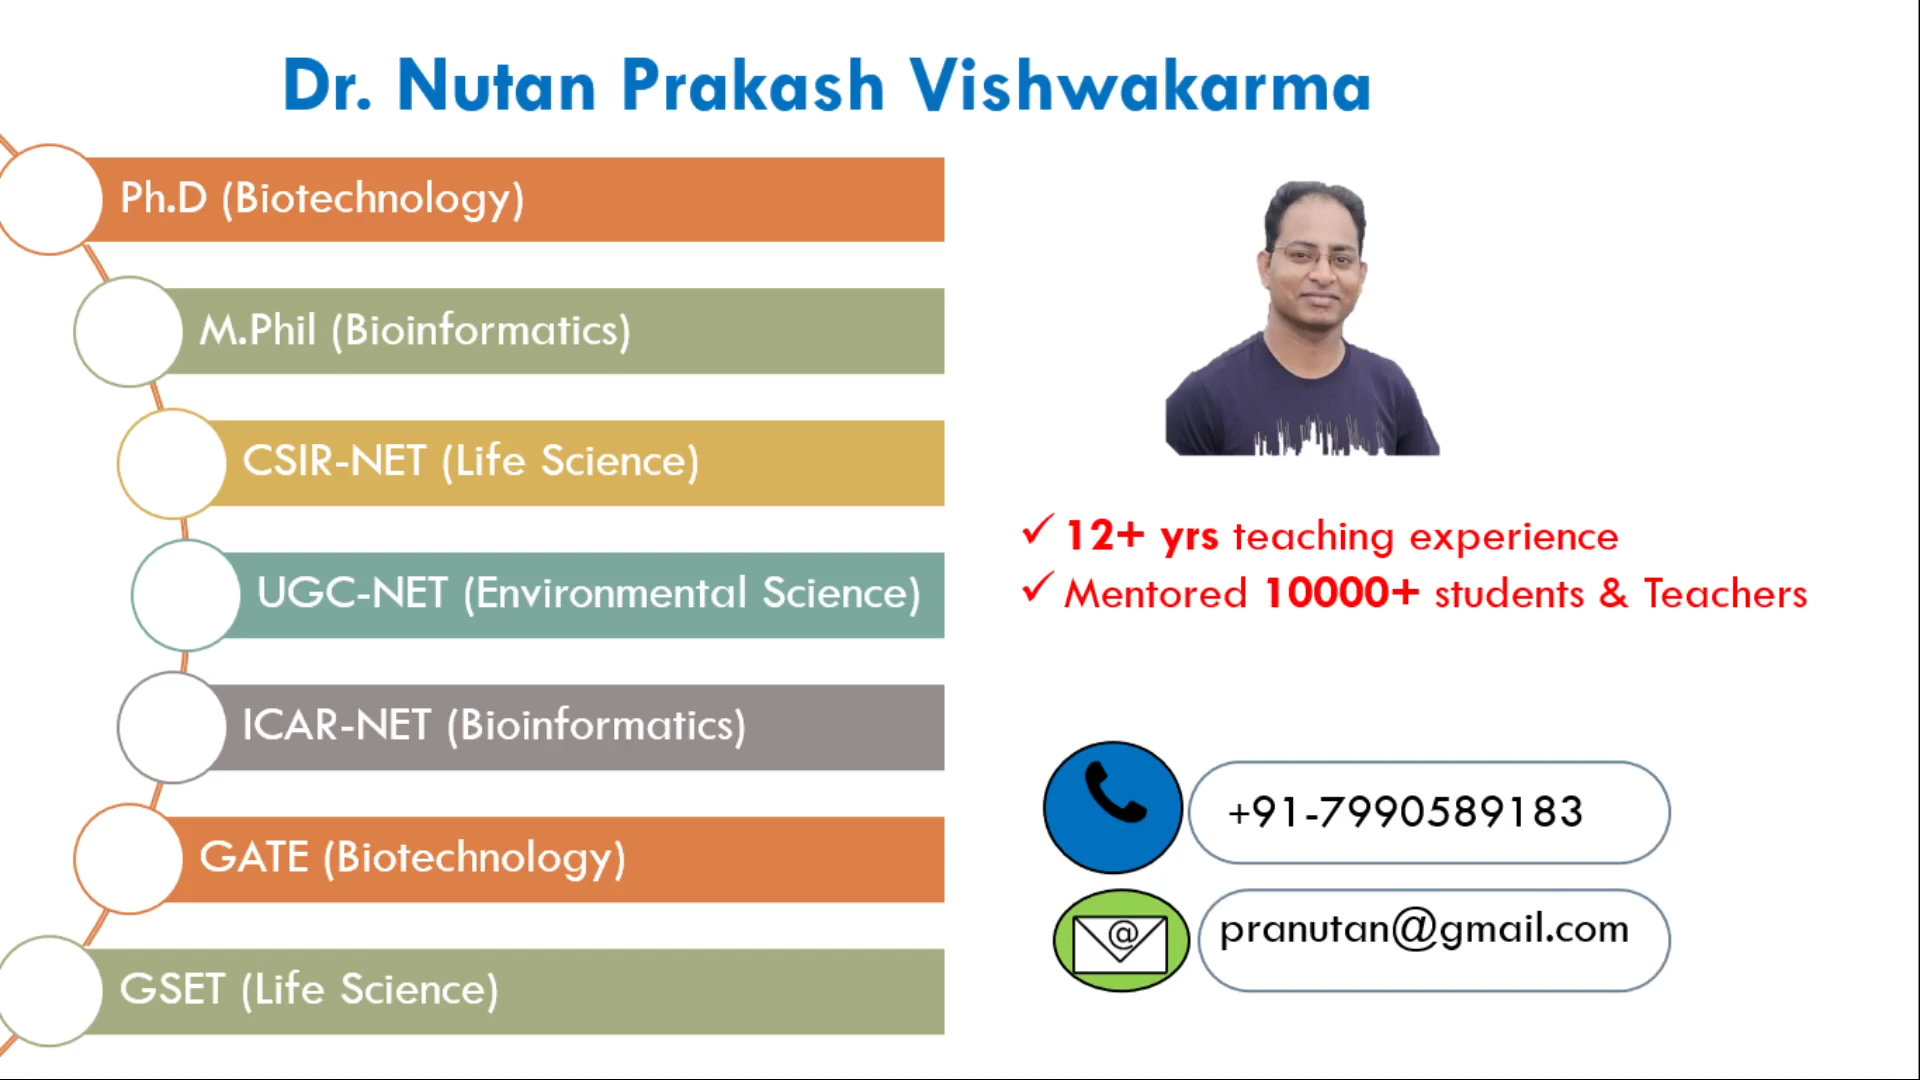 Dr. Nutan Prakash Vishwakarma
Ph.D (Biotechnology)
M.Phil (Bioinformatics)
CSIR-NET (Life Science)
UGC-NET (Environmental Science)
ICAR-NET (Bioinformatics)
GATE (Biotechnology)
GSET (Life Science)
✓ 12+ yrs teaching experience
✓ Mentored 10000+ students & Teachers
+91-7990589183
@
pranutan@gmail.com